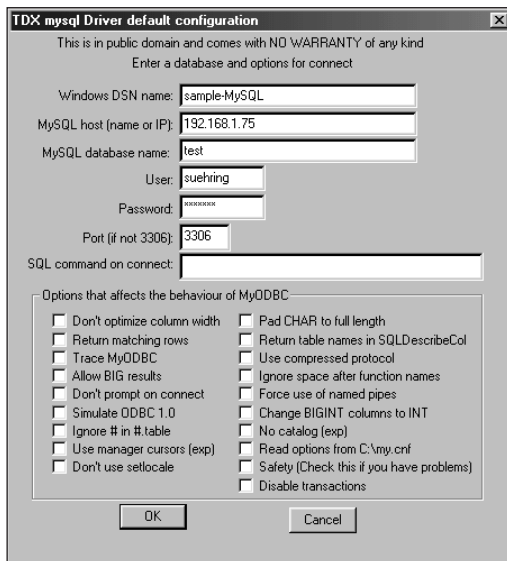 TDX mysql Driver default configuration
This is in public domain and comes with NO WARRANTY of any kind
Enter a database and options for connect
Windows DSN name: sample-MySQL
MySQL host (name or IP): 192.168.1.75
MySQL database name: test
User: suehring
Password: *******
Port (if not 3306): 3306
SQL command on connect:
Options that affects the behaviour of MyODBC
Don't optimize column width
Return matching rows
Trace MyODBC
Allow BIG results
Don't prompt on connect
Simulate ODBC 1.0
Ignore # in #.table
Use manager cursors (exp)
Don't use setlocale
Pad CHAR to full length
Return table names in SQLDescribeCol
Use compressed protocol
Ignore space after function names
Force use of named pipes
Change BIGINT columns to INT
No catalog (exp)
Read options from C:\my.cnf
Safety (Check this if you have problems)
Disable transactions
OK
Cancel